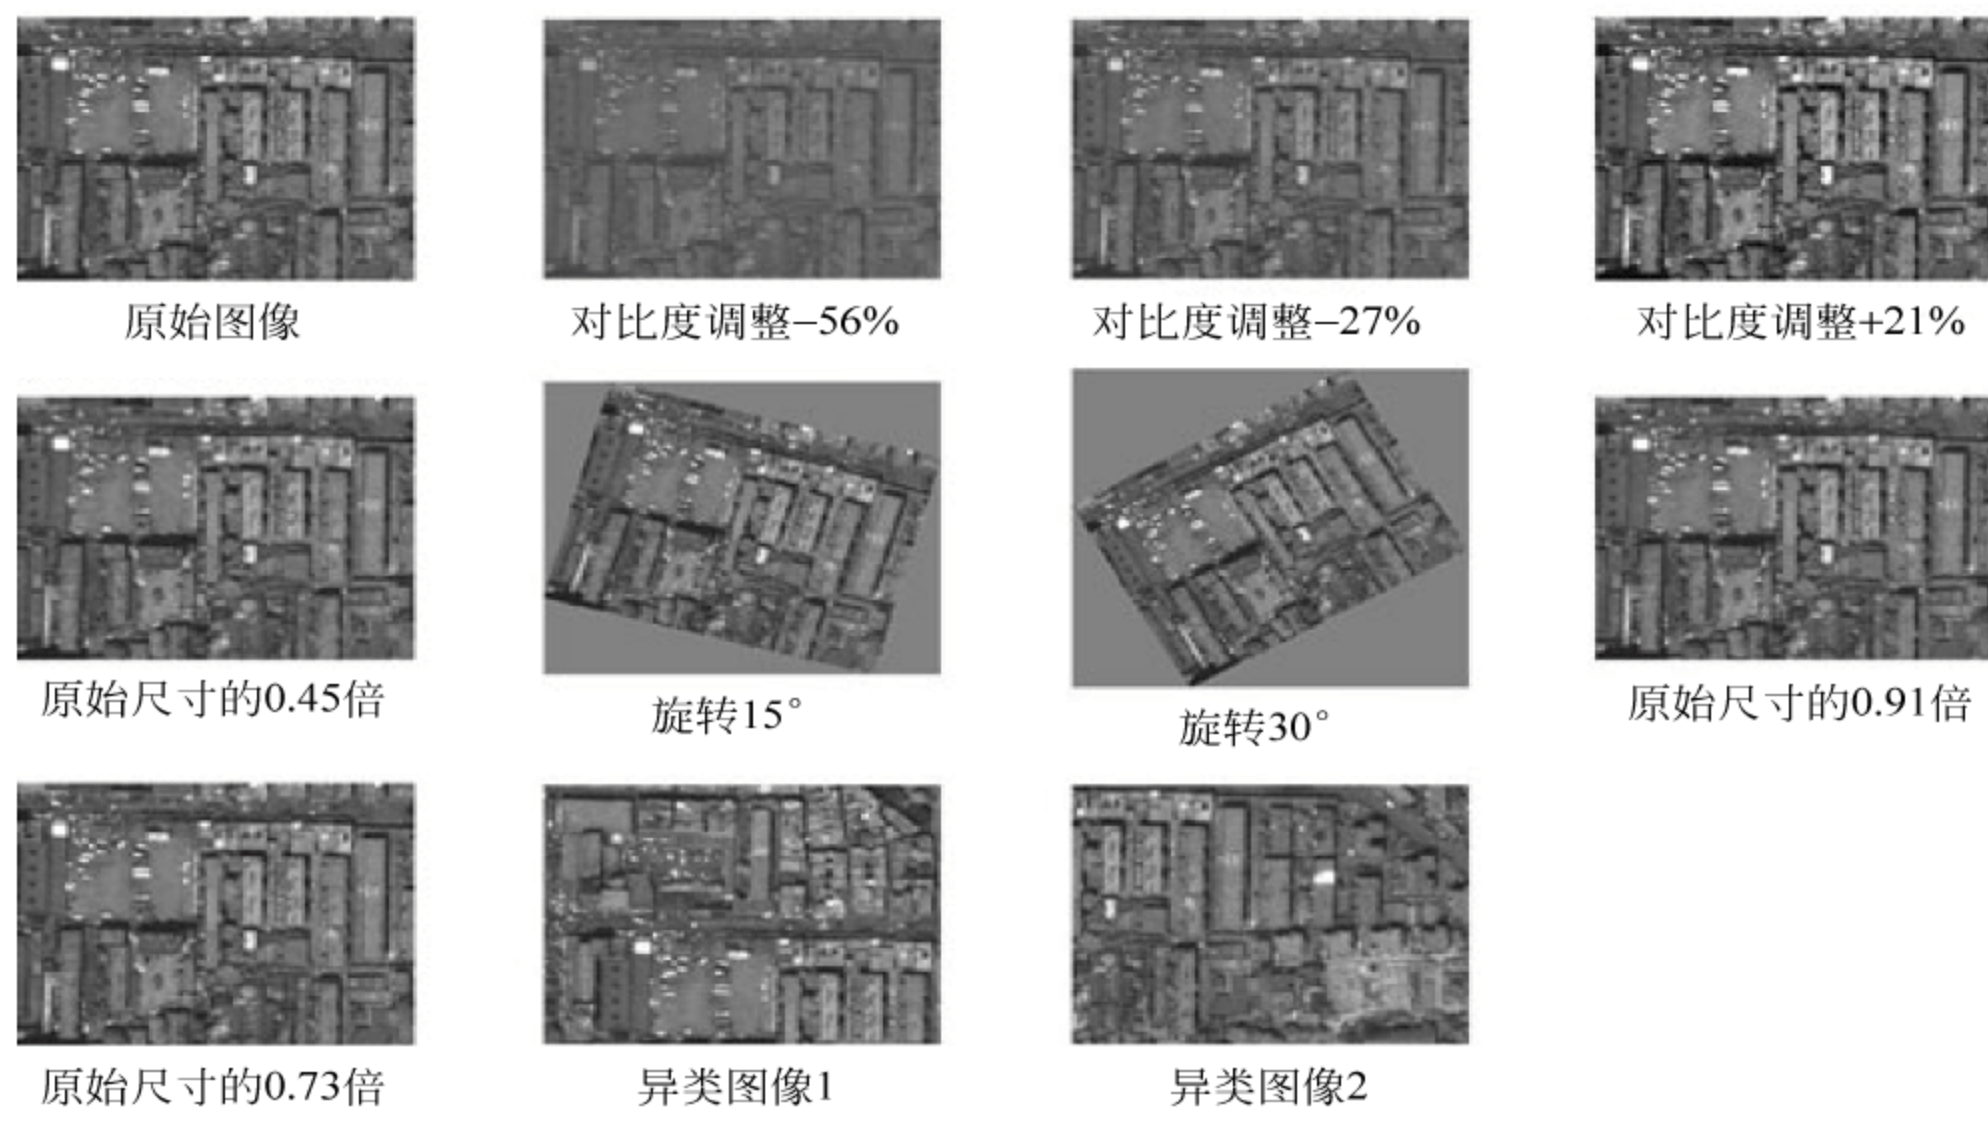 原始图像
对比度调整–56%
对比度调整–27%
对比度调整+21%
原始尺寸的0.45倍
旋转15°
旋转30°
原始尺寸的0.91倍
原始尺寸的0.73倍
异类图像1
异类图像2